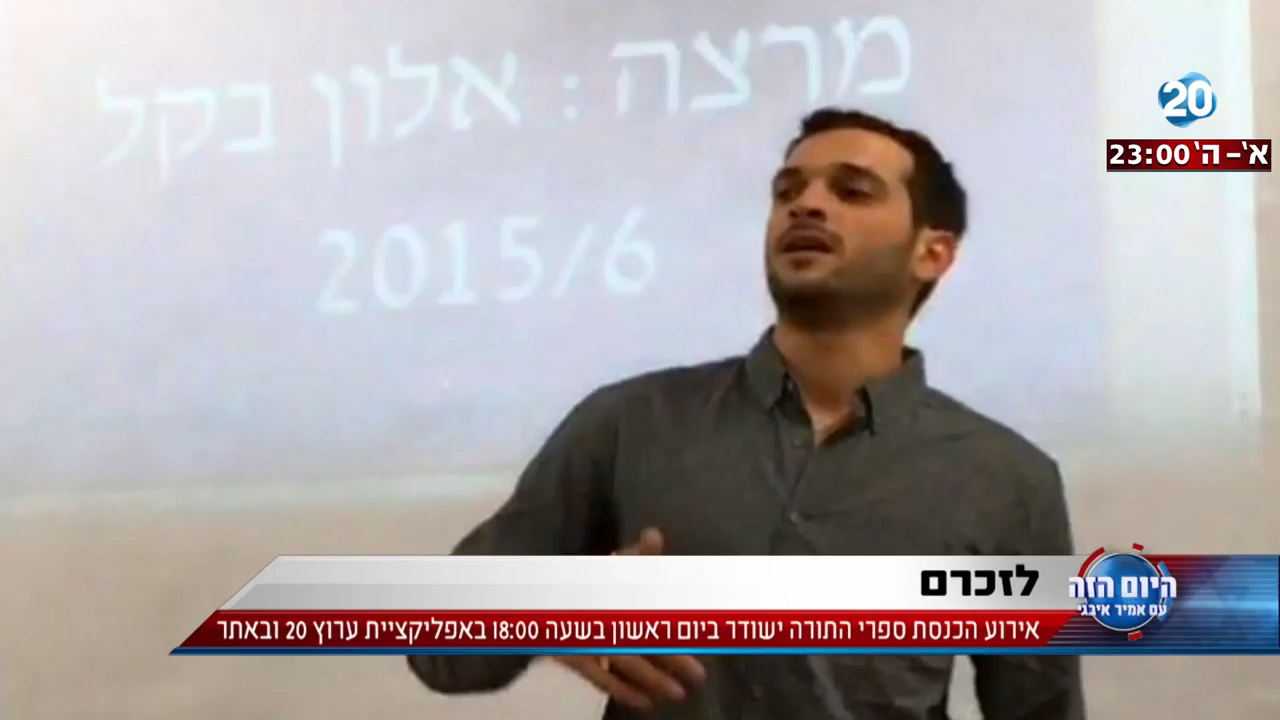 מרצה : אלון בקל
2015/6
20
א'-ה' 23:00
לזכרם
היום הזה
עם אמיר איבגי
אירוע הכנסת ספרי התורה ישודר ביום ראשון בשעה 18:00 באפליקציית ערוץ 20 ובאתר